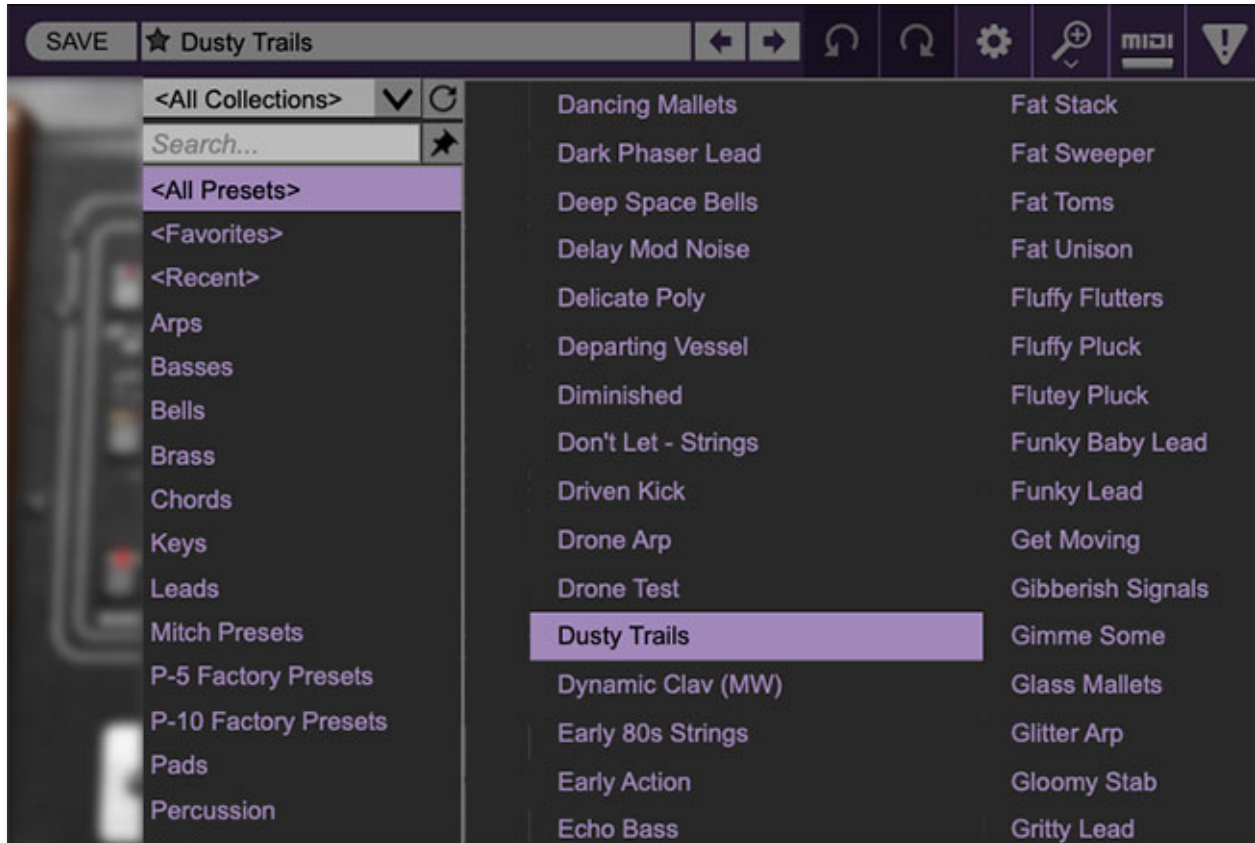 SAVE
Dusty Trails
MIDI
<All Collections>
Search...
<All Presets>
<Favorites>
<Recent>
Arps
Basses
Bells
Brass
Chords
Keys
Leads
Mitch Presets
P-5 Factory Presets
P-10 Factory Presets
Pads
Percussion
Dancing Mallets
Dark Phaser Lead
Deep Space Bells
Delay Mod Noise
Delicate Poly
Departing Vessel
Diminished
Don't Let - Strings
Driven Kick
Drone Arp
Drone Test
Dusty Trails
Dynamic Clav (MW)
Early 80s Strings
Early Action
Echo Bass
Fat Stack
Fat Sweeper
Fat Toms
Fat Unison
Fluffy Flutters
Fluffy Pluck
Flutey Pluck
Funky Baby Lead
Funky Lead
Get Moving
Gibberish Signals
Gimme Some
Glass Mallets
Glitter Arp
Gloomy Stab
Gritty Lead